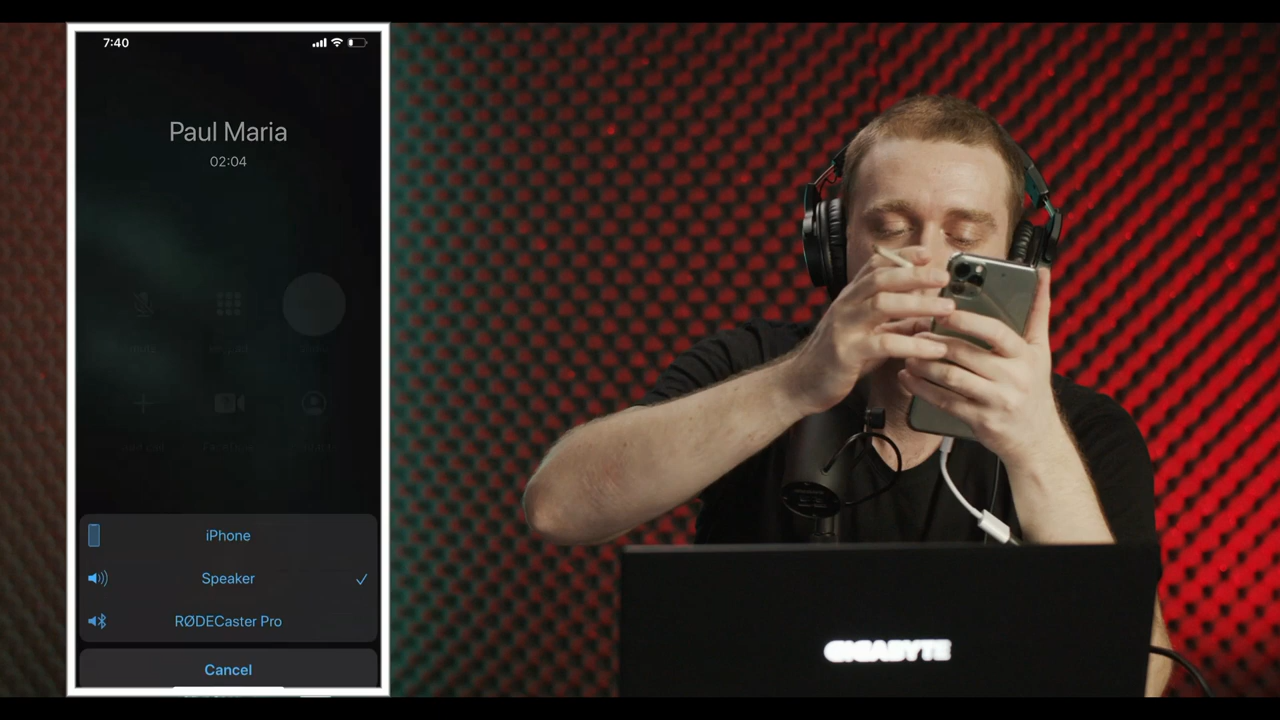 7:40
Paul Maria
02:04
iPhone
Speaker
RØDECaster Pro
Cancel
GIGABYTE